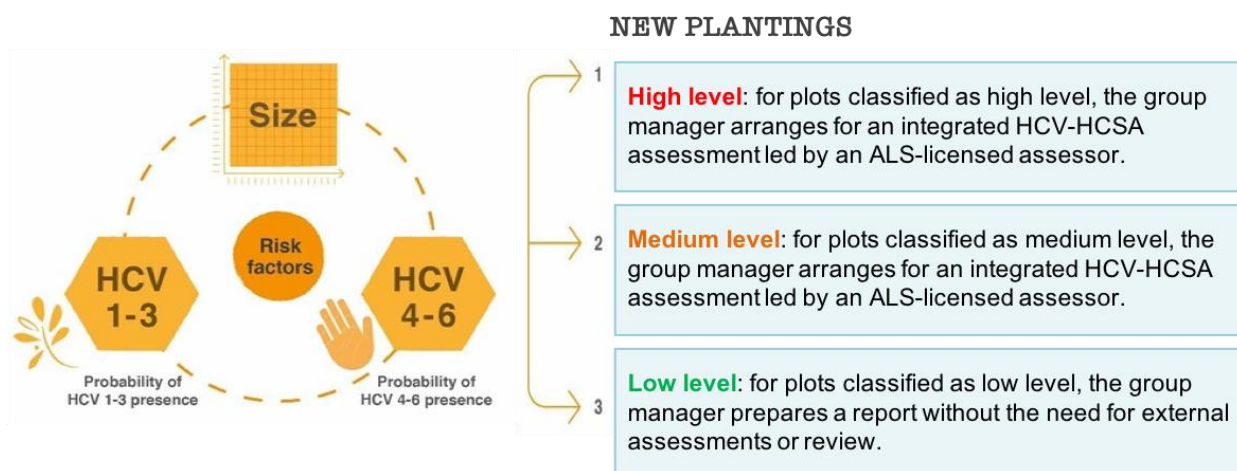 NEW PLANTINGS
Size
Risk
factors
HCV
1-3
HCV
4-6
Probability of
HCV 1-3 presence
Probability of
HCV 4-6 presence
1
High level: for plots classified as high level, the group
manager arranges for an integrated HCV-HCSA
assessment led by an ALS-licensed assessor.
2
Medium level: for plots classified as medium level, the
group manager arranges for an integrated HCV-HCSA
assessment led by an ALS-licensed assessor.
3
Low level: for plots classified as low level, the group
manager prepares a report without the need for external
assessments or review.